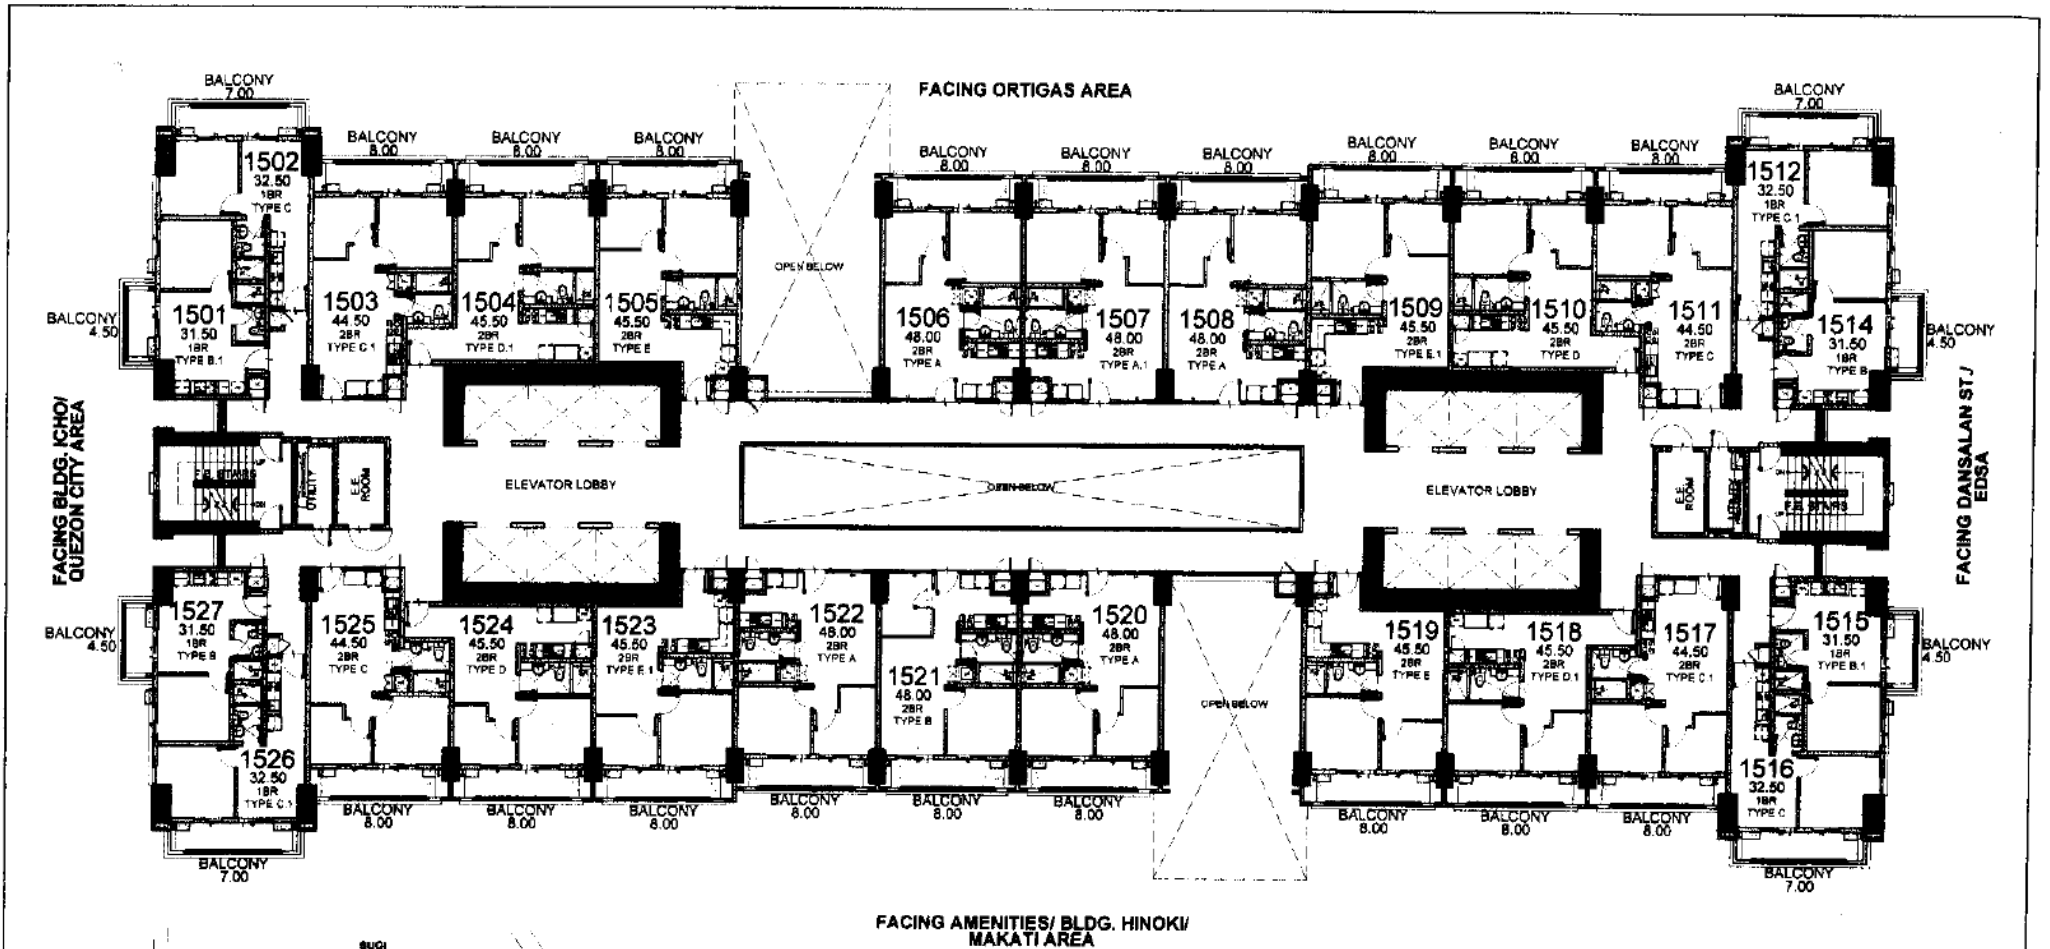 FACING ORTIGAS AREA
BALCONY
7.00
BALCONY
8.00
BALCONY
8.00
BALCONY
8.00
BALCONY
8.00
BALCONY
8.00
BALCONY
8.00
BALCONY
8.00
BALCONY
8.00
BALCONY
8.00
BALCONY
7.00
1502
32.50
1BR
TYPE C
1512
32.50
1BR
TYPE C.1
OPEN BELOW
BALCONY
4.50
1501
31.50
1BR
TYPE B.1
1503
44.50
2BR
TYPE C.1
1504
45.50
2BR
TYPE D.1
1505
45.50
2BR
TYPE E
1506
48.00
2BR
TYPE A
1507
48.00
2BR
TYPE A.1
1508
48.00
2BR
TYPE A
1509
45.50
2BR
TYPE E.1
1510
45.50
2BR
TYPE D
1511
44.50
2BR
TYPE C
1514
31.50
1BR
TYPE B
BALCONY
4.50
FACING BLDG. ICHO/
QUEZON CITY AREA
F.E. STAIRS
UP
DN
UTILITY
E.E.
ROOM
ELEVATOR LOBBY
OPEN BELOW
ELEVATOR LOBBY
E.E.
ROOM
F.E. STAIRS
FACING DANSALAN ST./
EDSA
BALCONY
4.50
1527
31.50
1BR
TYPE B
1525
44.50
2BR
TYPE C
1524
45.50
2BR
TYPE D
1523
45.50
2BR
TYPE E.1
1522
48.00
2BR
TYPE A
1521
48.00
2BR
TYPE B
1520
48.00
2BR
TYPE A
OPEN BELOW
1519
45.50
2BR
TYPE E
1518
45.50
2BR
TYPE D.1
1517
44.50
2BR
TYPE C.1
1515
31.50
1BR
TYPE B.1
BALCONY
4.50
1526
32.50
1BR
TYPE C.1
1516
32.50
1BR
TYPE C
BALCONY
7.00
BALCONY
8.00
BALCONY
8.00
BALCONY
8.00
BALCONY
8.00
BALCONY
8.00
BALCONY
8.00
BALCONY
8.00
BALCONY
8.00
BALCONY
8.00
BALCONY
7.00
FACING AMENITIES/ BLDG. HINOKI/
MAKATI AREA
SUGI